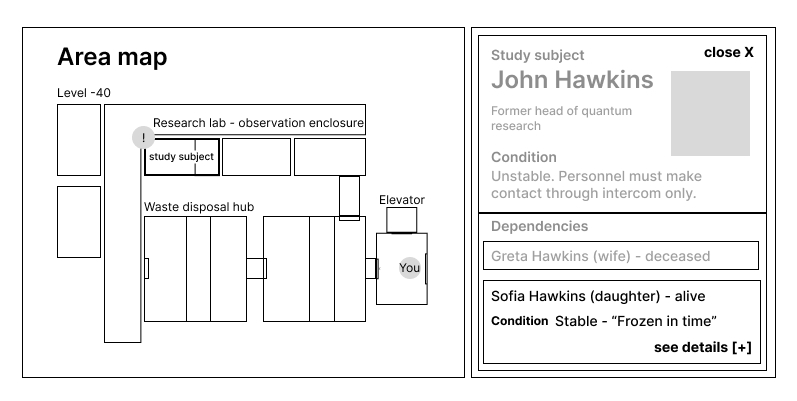 Area map
Level -40
Research lab - observation enclosure
!
study subject
Waste disposal hub
Elevator
You
close X
Study subject
John Hawkins
Former head of quantum
research
Condition
Unstable. Personnel must make
contact through intercom only.
Dependencies
Greta Hawkins (wife) - deceased
Sofia Hawkins (daughter) - alive
Condition Stable - “Frozen in time”
see details [+]